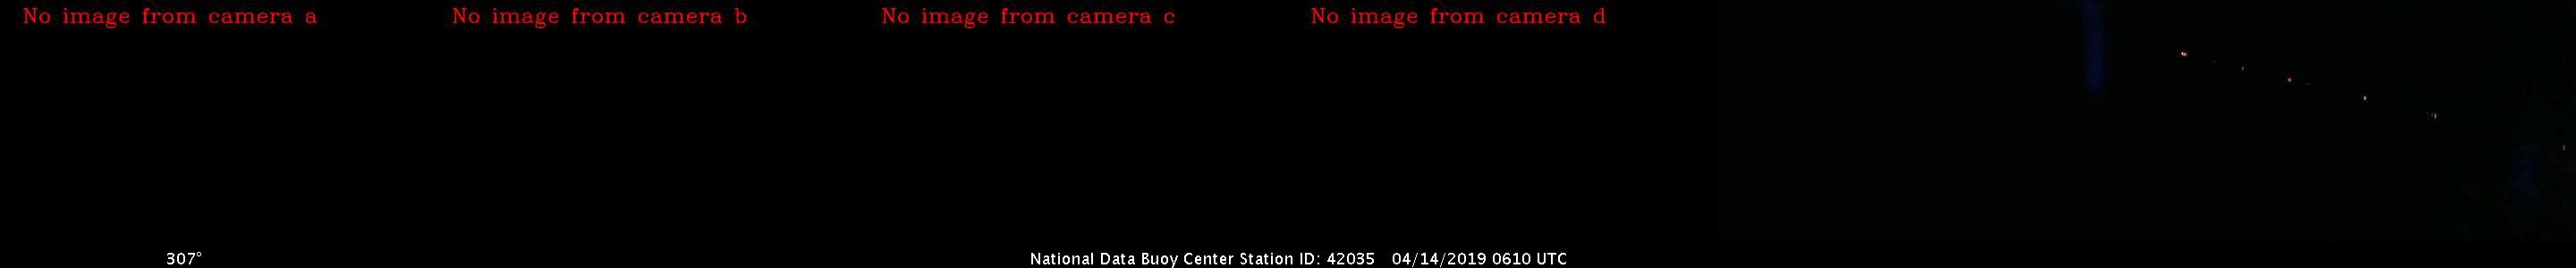 No image from camera a
No image from camera b
No image from camera c
No image from camera d
307°
National Data Buoy Center Station ID: 42035 04/14/2019 0610 UTC